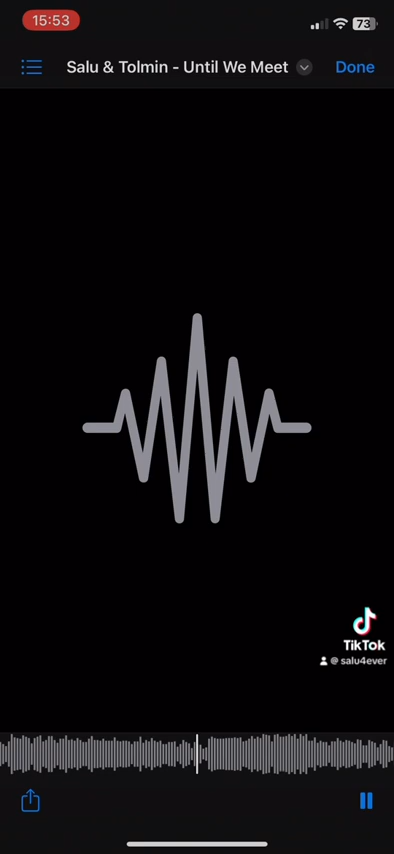 15:53
73
Salu & Tolmin - Until We Meet
Done
TikTok
@ salu4ever